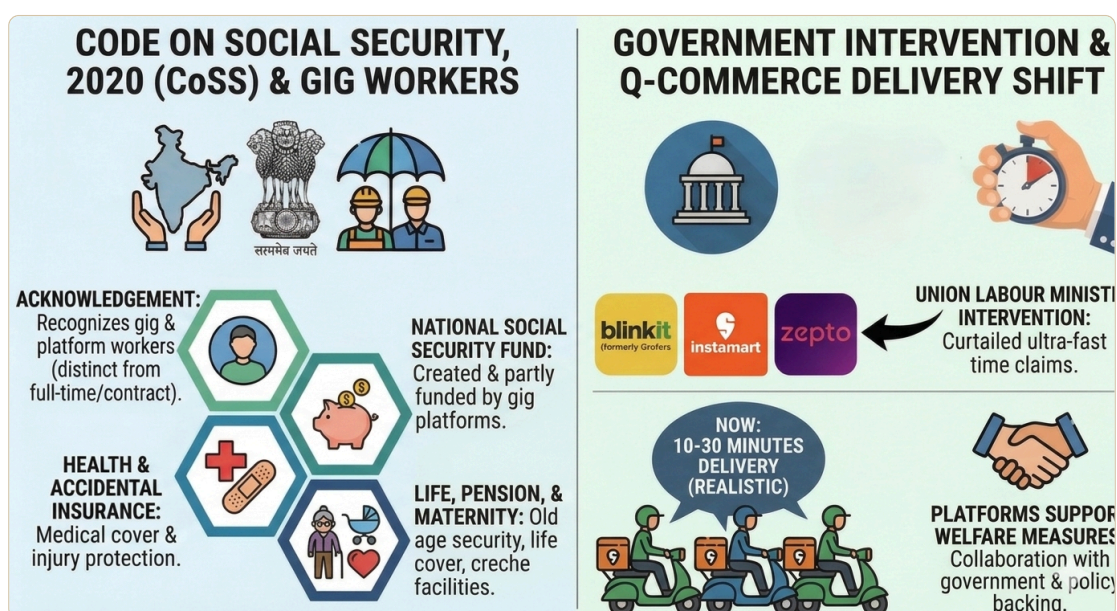 CODE ON SOCIAL SECURITY,
2020 (CoSS) & GIG WORKERS
सत्यमेव जयते
ACKNOWLEDGEMENT:
Recognizes gig &
platform workers
(distinct from
full-time/contract).
NATIONAL SOCIAL
SECURITY FUND:
Created & partly
funded by gig
platforms.
HEALTH &
ACCIDENTAL
INSURANCE:
Medical cover &
injury protection.
LIFE, PENSION, &
MATERNITY: Old
age security, life
cover, creche
facilities.
GOVERNMENT INTERVENTION &
Q-COMMERCE DELIVERY SHIFT
blinkit
(formerly Grofers
instamart
zepto
UNION LABOUR MINISTI
INTERVENTION:
Curtailed ultra-fast
time claims.
NOW:
10-30 MINUTES
DELIVERY
(REALISTIC)
PLATFORMS SUPPOR
WELFARE MEASURES
Collaboration with
government & policy
backing.